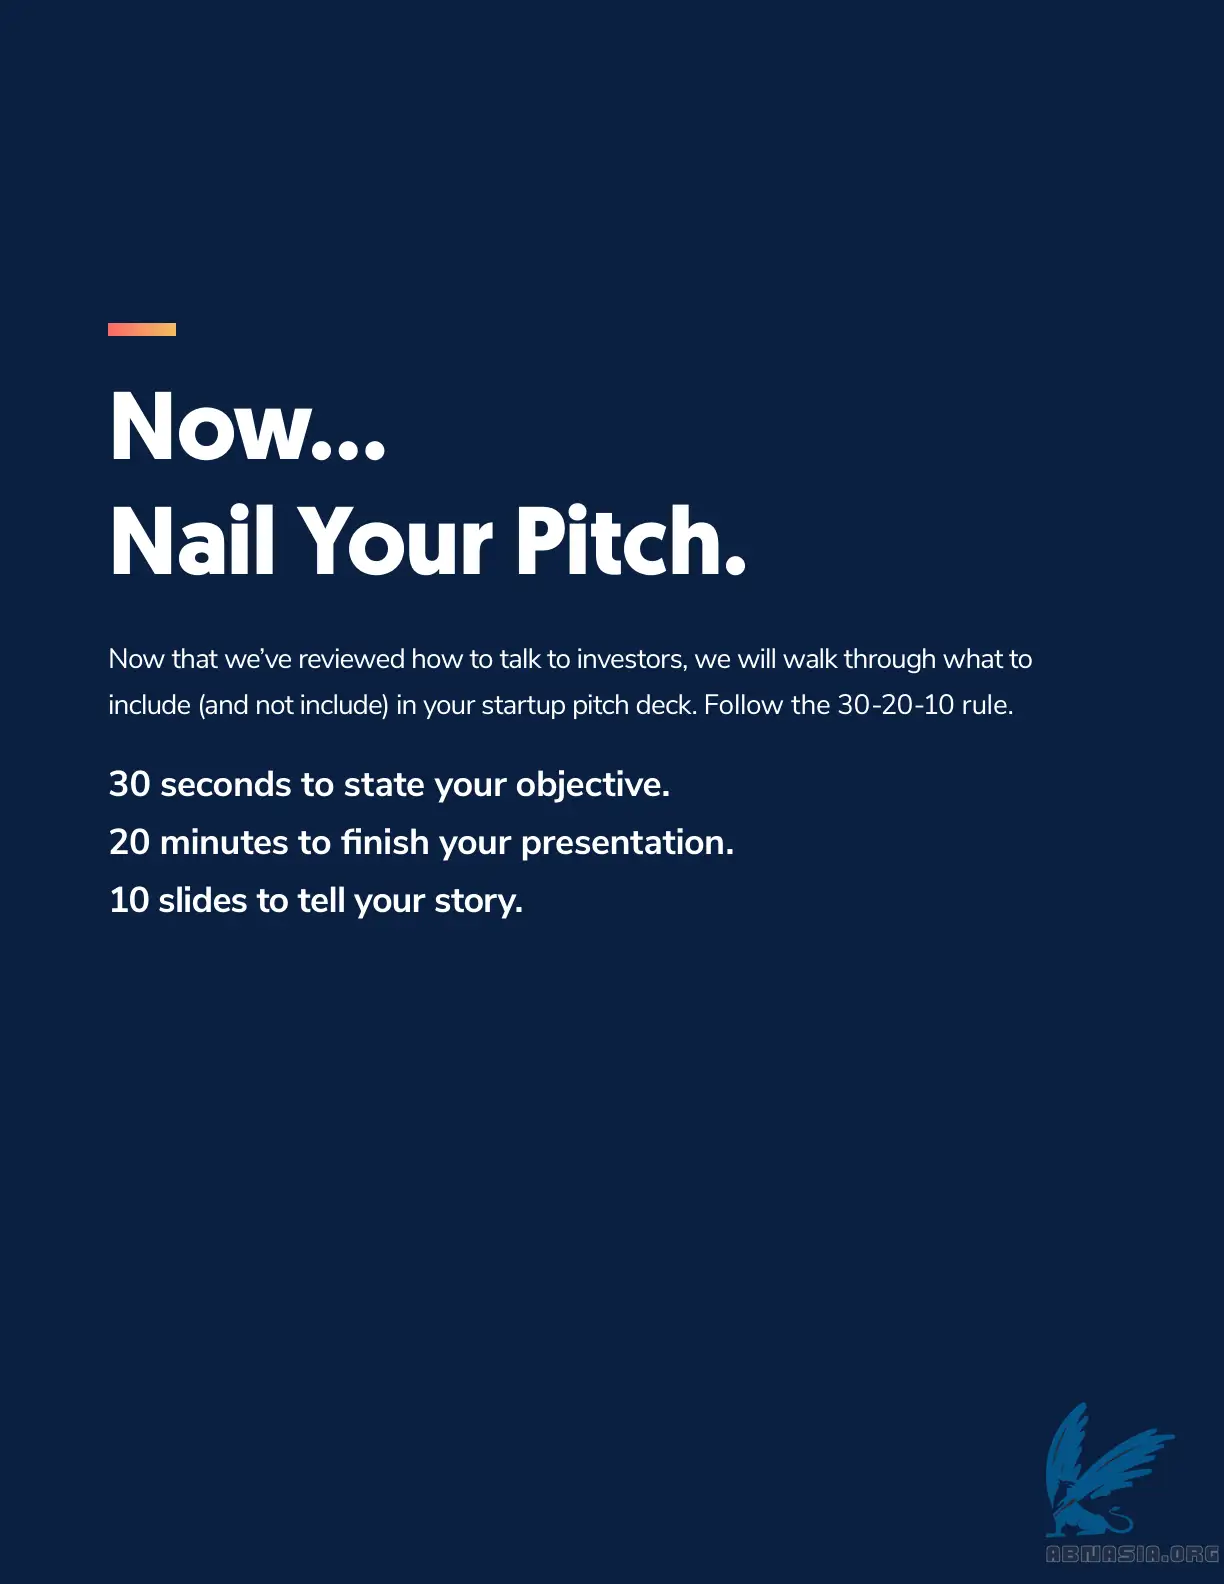 Now...
Nail Your Pitch.
Now that we’ve reviewed how to talk to investors, we will walk through what to
include (and not include) in your startup pitch deck. Follow the 30-20-10 rule.
30 seconds to state your objective.
20 minutes to finish your presentation.
10 slides to tell your story.
ABNASIA.ORG